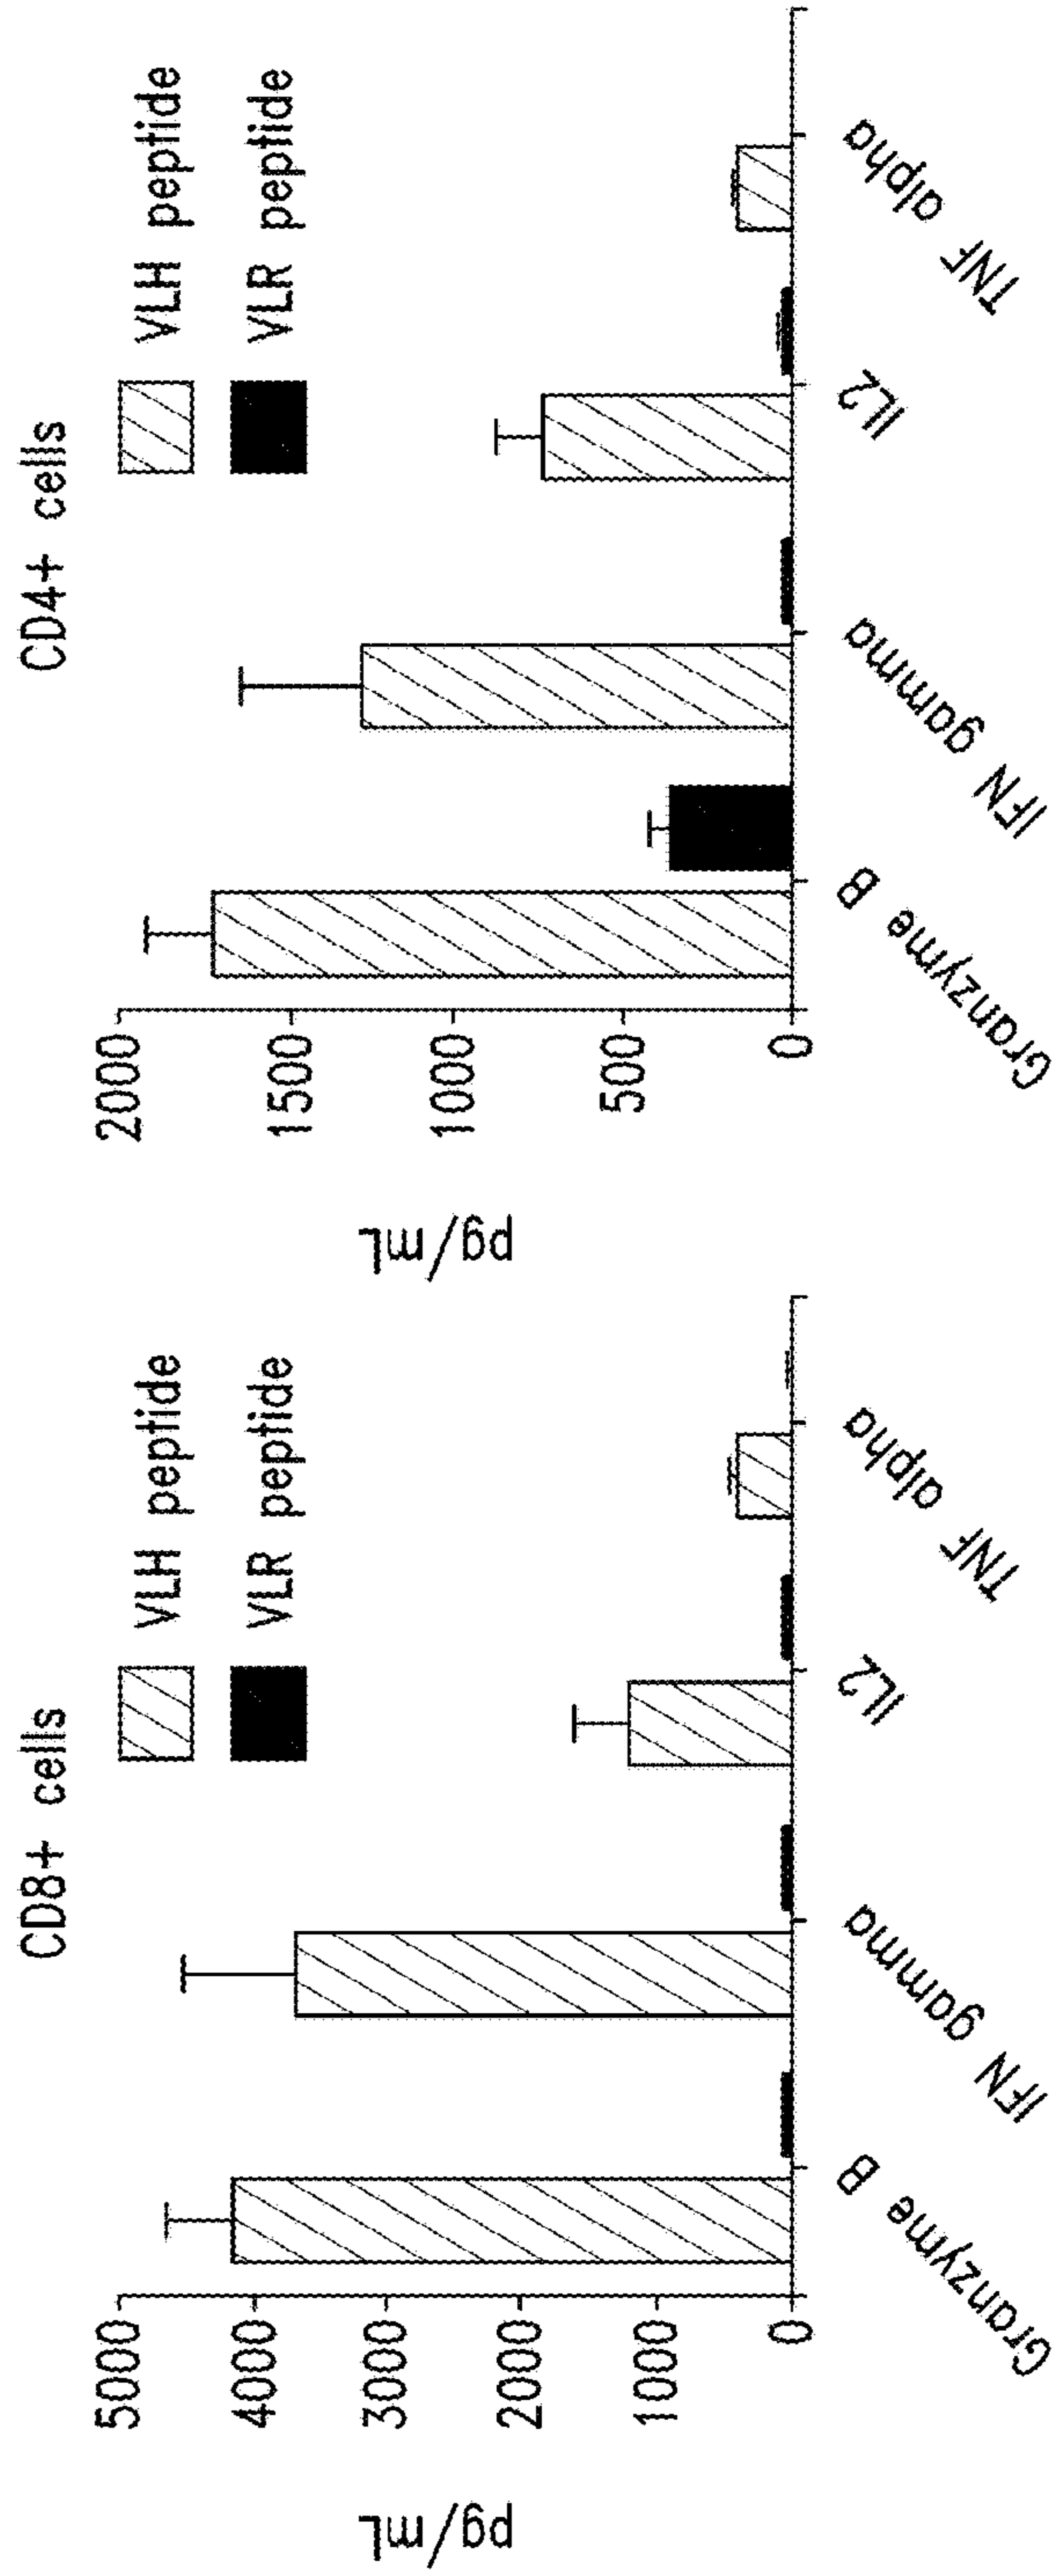 CD8+ cells
VLH peptide
VLR peptide
pg/mL
5000
4000
3000
2000
1000
0
Granzyme B
IFN gamma
IL2
TNF alpha
CD4+ cells
VLH peptide
VLR peptide
pg/mL
2000
1500
1000
500
0
Granzyme B
IFN gamma
IL2
TNF alpha